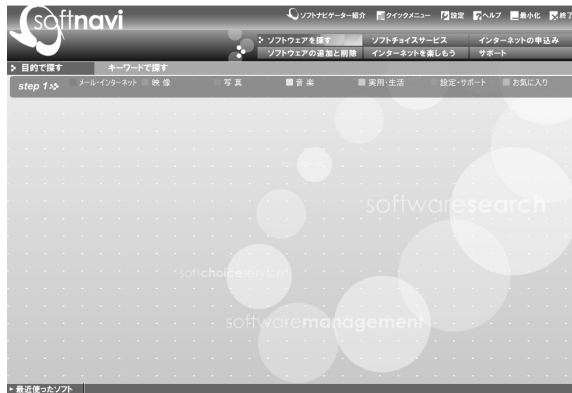 softnavi
ソフトナビゲーター紹介 クイックメニュー 設定 ヘルプ 最小化 終了
ソフトウェアを探す ソフトチョイスサービス インターネットの申込み
ソフトウェアの追加と削除 インターネットを楽しもう サポート
目的で探す キーワードで探す
step 1 メール・インターネット 映像 写真 音楽 実用・生活 設定・サポート お気に入り
softwaresearch
softchoiceservice
softwaremanagement
最近使ったソフト